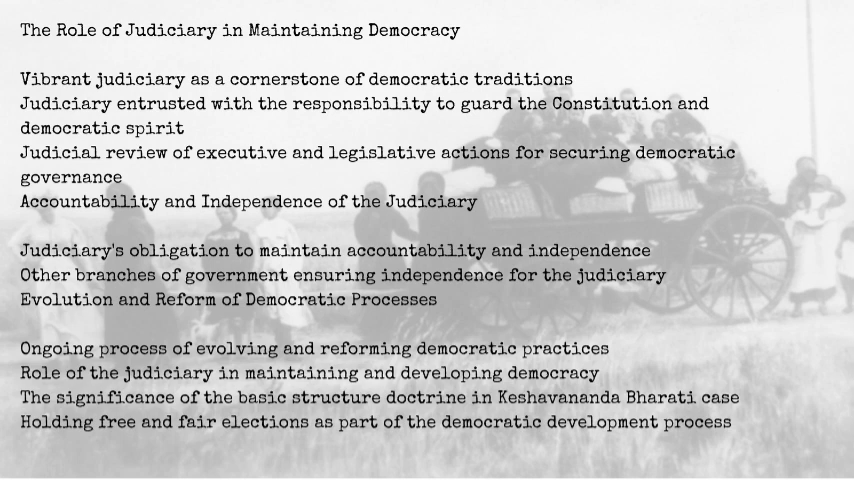 The Role of Judiciary in Maintaining Democracy
Vibrant judiciary as a cornerstone of democratic traditions
Judiciary entrusted with the responsibility to guard the Constitution and
democratic spirit
Judicial review of executive and legislative actions for securing democratic
governance
Accountability and Independence of the Judiciary
Judiciary's obligation to maintain accountability and independence
Other branches of government ensuring independence for the judiciary
Evolution and Reform of Democratic Processes
Ongoing process of evolving and reforming democratic practices
Role of the judiciary in maintaining and developing democracy
The significance of the basic structure doctrine in Keshavananda Bharati case
Holding free and fair elections as part of the democratic development process